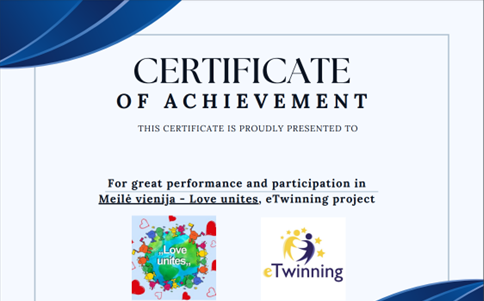 CERTIFICATE
OF ACHIEVEMENT
THIS CERTIFICATE IS PROUDLY PRESENTED TO
For great performance and participation in
Meilė vienija - Love unites, eTwinning project
,,Love
unites,,
eTwinning